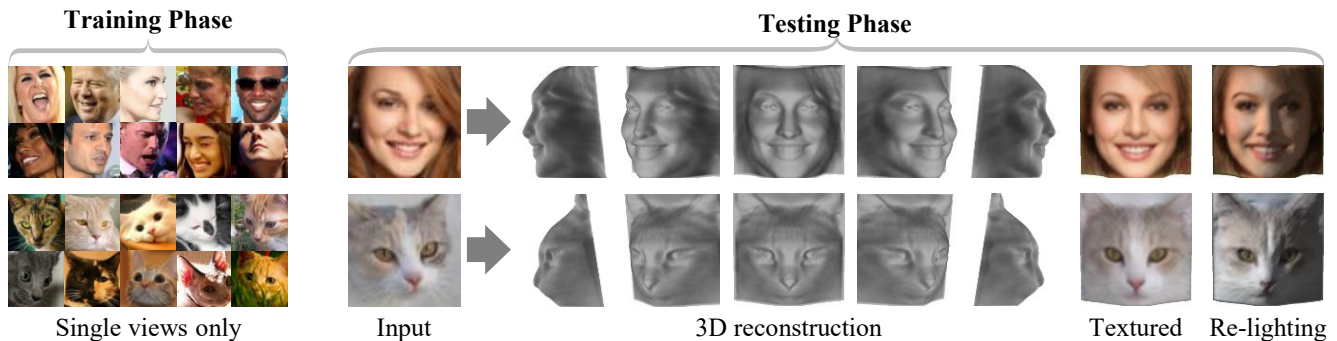 Training Phase
Testing Phase
Single views only
Input
3D reconstruction
Textured
Re-lighting